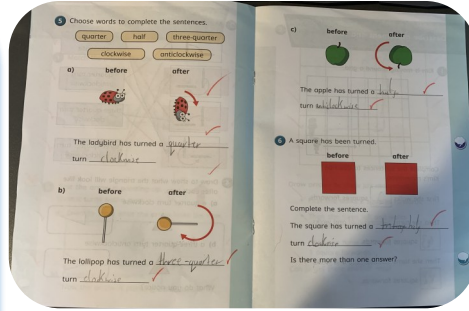 5 Choose words to complete the sentences.
quarter half three-quarter
clockwise anticlockwise
a) before after
The ladybird has turned a quarter
turn clockwise
b) before after
The lollipop has turned a three-quarter
turn clockwise
c) before after
The apple has turned a
turn
6 A square has been turned.
before after
Complete the sentence.
The square has turned a
turn clockwise
Is there more than one answer?